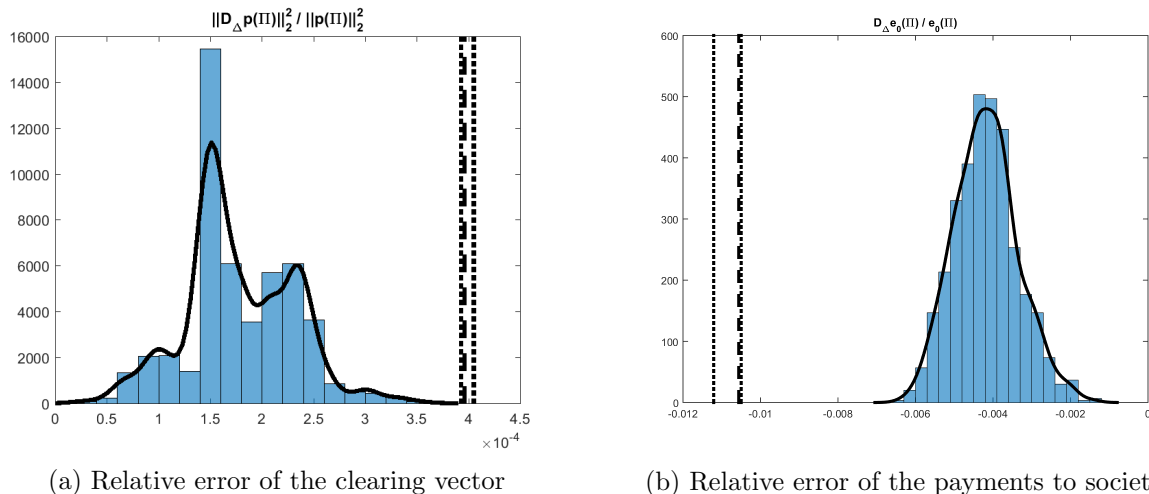 ||D_Δ p(Π)||₂² / ||p(Π)||₂²
16000
14000
12000
10000
8000
6000
4000
2000
0
0 0.5 1 1.5 2 2.5 3 3.5 4 4.5
×10⁻⁴
(a) Relative error of the clearing vector
D_Δ e₀(Π) / e₀(Π)
600
500
400
300
200
100
0
-0.012 -0.01 -0.008 -0.006 -0.004 -0.002 0
(b) Relative error of the payments to societ